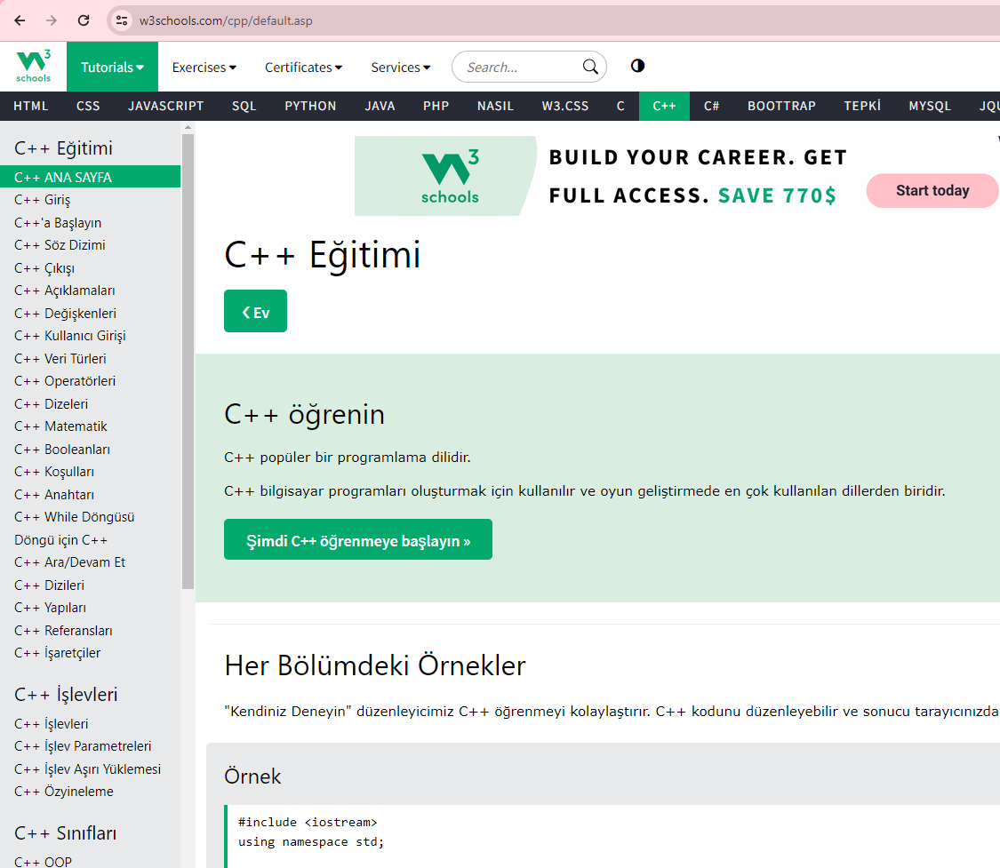 w3schools.com/cpp/default.asp
W3 schools
Tutorials
Exercises
Certificates
Services
Search...
HTML CSS JAVASCRIPT SQL PYTHON JAVA PHP NASIL W3.CSS C C++ C# BOOTTRAP TEPKİ MYSQL JQU
C++ Eğitimi
C++ ANA SAYFA
C++ Giriş
C++'a Başlayın
C++ Söz Dizimi
C++ Çıkışı
C++ Açıklamaları
C++ Değişkenleri
C++ Kullanıcı Girişi
C++ Veri Türleri
C++ Operatörleri
C++ Dizeleri
C++ Matematik
C++ Booleanları
C++ Koşulları
C++ Anahtarı
C++ While Döngüsü
Döngü için C++
C++ Ara/Devam Et
C++ Dizileri
C++ Yapıları
C++ Referansları
C++ İşaretçiler
C++ İşlevleri
C++ İşlevleri
C++ İşlev Parametreleri
C++ İşlev Aşırı Yüklemesi
C++ Özyineleme
C++ Sınıfları
C++ OOP
W3 schools
BUILD YOUR CAREER. GET
FULL ACCESS. SAVE 770$
Start today
C++ Eğitimi
❮ Ev
C++ öğrenin
C++ popüler bir programlama dilidir.
C++ bilgisayar programları oluşturmak için kullanılır ve oyun geliştirmede en çok kullanılan dillerden biridir.
Şimdi C++ öğrenmeye başlayın »
Her Bölümdeki Örnekler
"Kendiniz Deneyin" düzenleyicimiz C++ öğrenmeyi kolaylaştırır. C++ kodunu düzenleyebilir ve sonucu tarayıcınızda
Örnek
#include <iostream>
using namespace std;